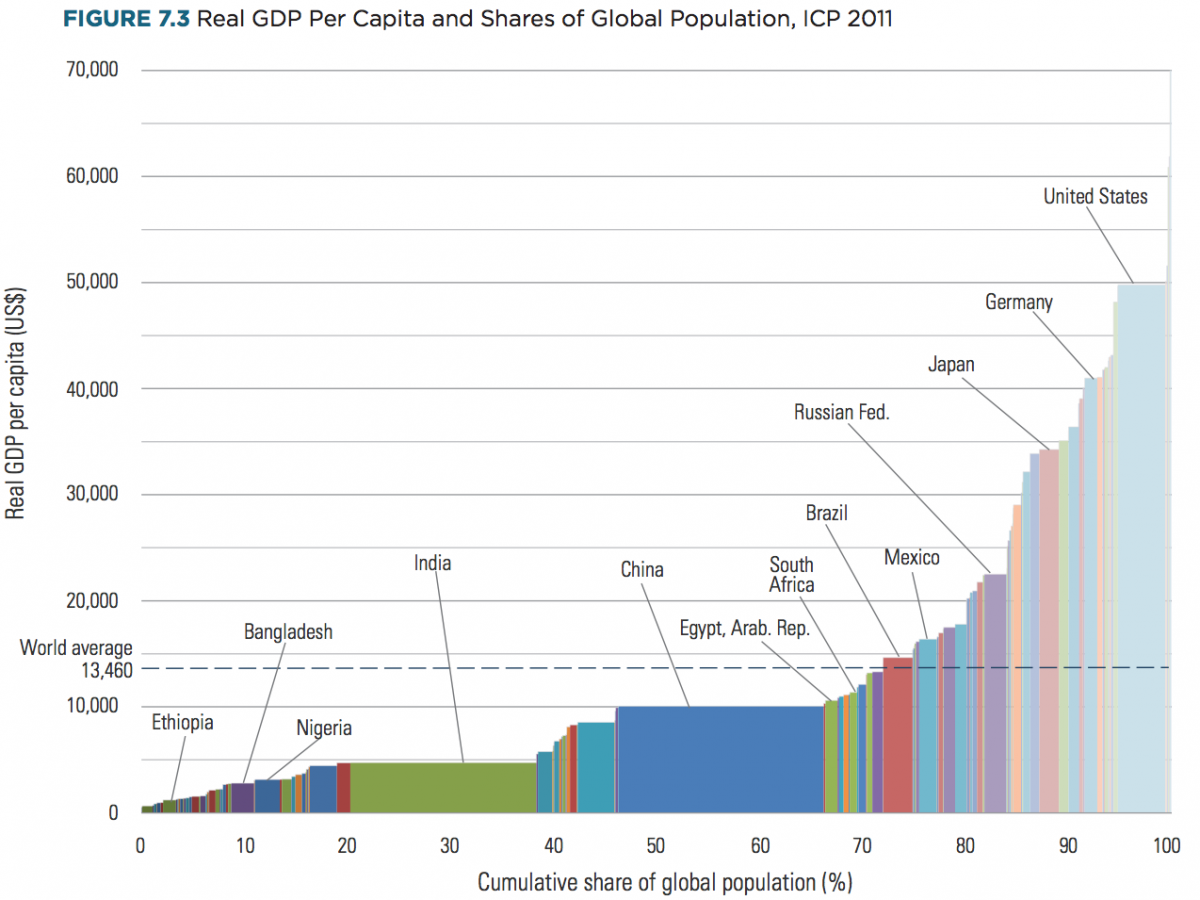 FIGURE 7.3 Real GDP Per Capita and Shares of Global Population, ICP 2011
70,000
60,000
50,000
40,000
30,000
20,000
World average
13,460
10,000
0
Real GDP per capita (US$)
United States
Germany
Japan
Russian Fed.
Brazil
Mexico
South
Africa
Egypt, Arab. Rep.
China
India
Bangladesh
Nigeria
Ethiopia
0 10 20 30 40 50 60 70 80 90 100
Cumulative share of global population (%)